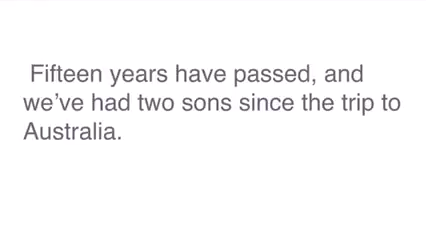 Fifteen years have passed, and
we’ve had two sons since the trip to
Australia.